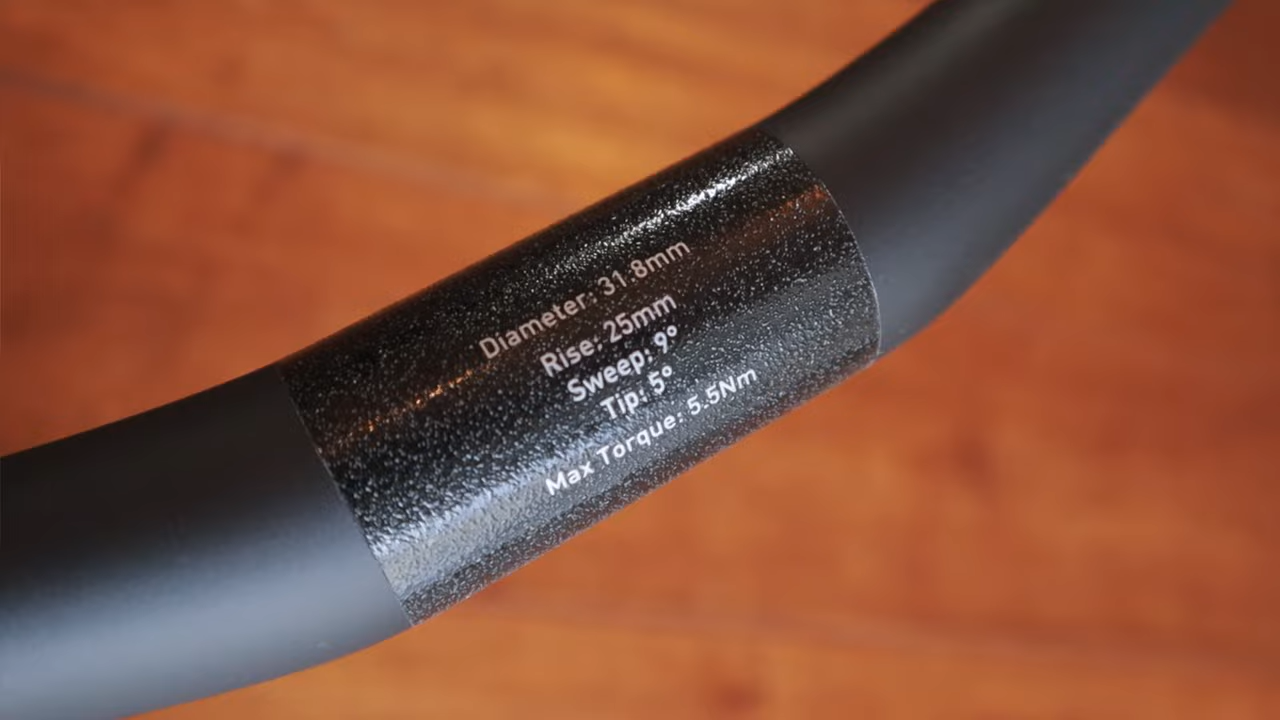 Diameter: 31.8mm
Rise: 25mm
Sweep: 9°
Tip: 5°
Max Torque: 5.5Nm